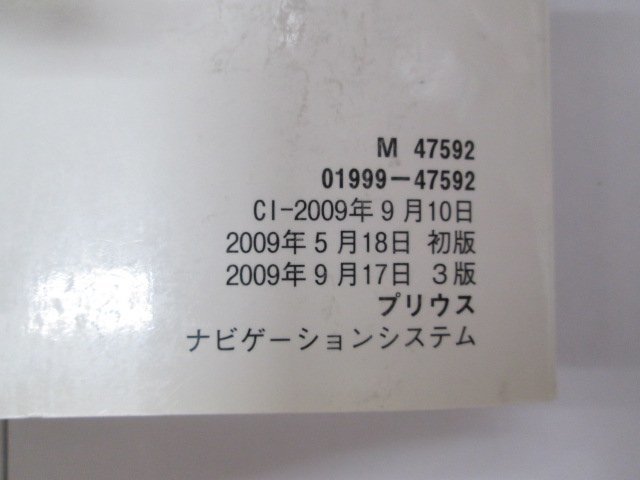 M 47592
01999-47592
CI-2009年9月10日
2009年5月18日 初版
2009年9月17日 3版
プリウス
ナビゲーションシステム